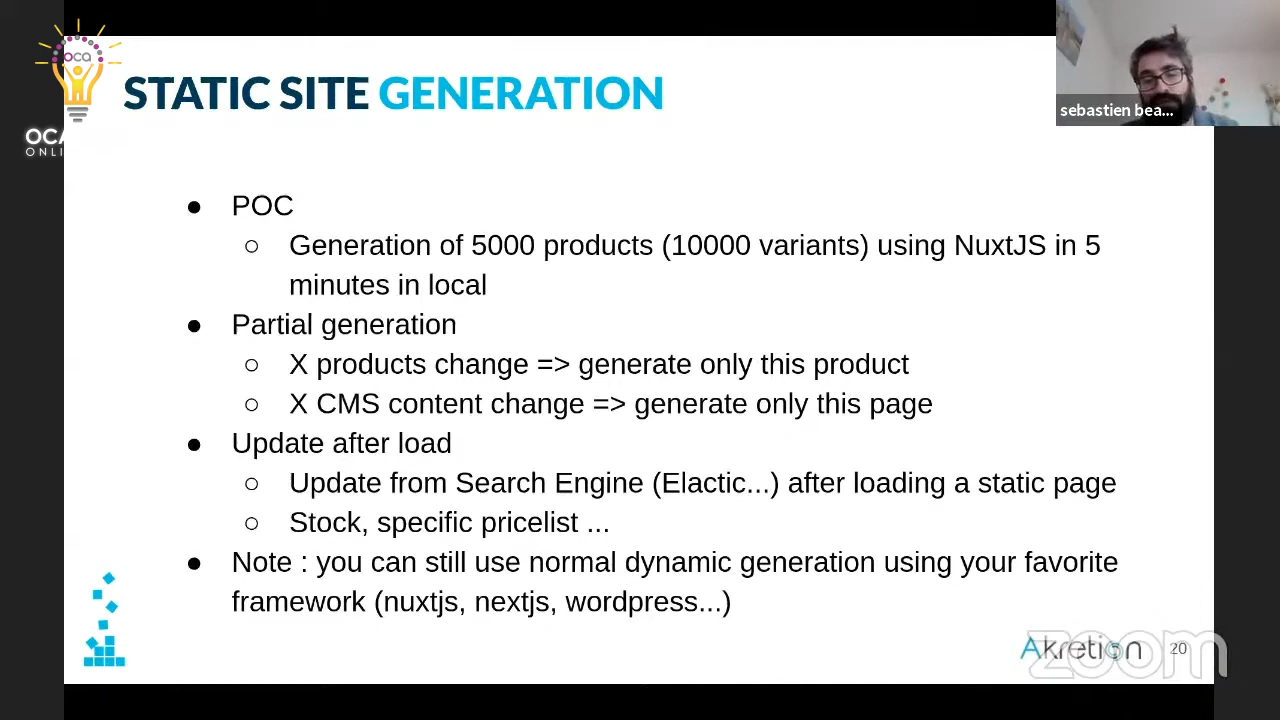 oca
OCA
ONLI
STATIC SITE GENERATION
sebastien bea...
● POC
○ Generation of 5000 products (10000 variants) using NuxtJS in 5
minutes in local
● Partial generation
○ X products change => generate only this product
○ X CMS content change => generate only this page
● Update after load
○ Update from Search Engine (Elactic...) after loading a static page
○ Stock, specific pricelist ...
● Note : you can still use normal dynamic generation using your favorite
framework (nuxtjs, nextjs, wordpress...)
Akretion
zoom
20